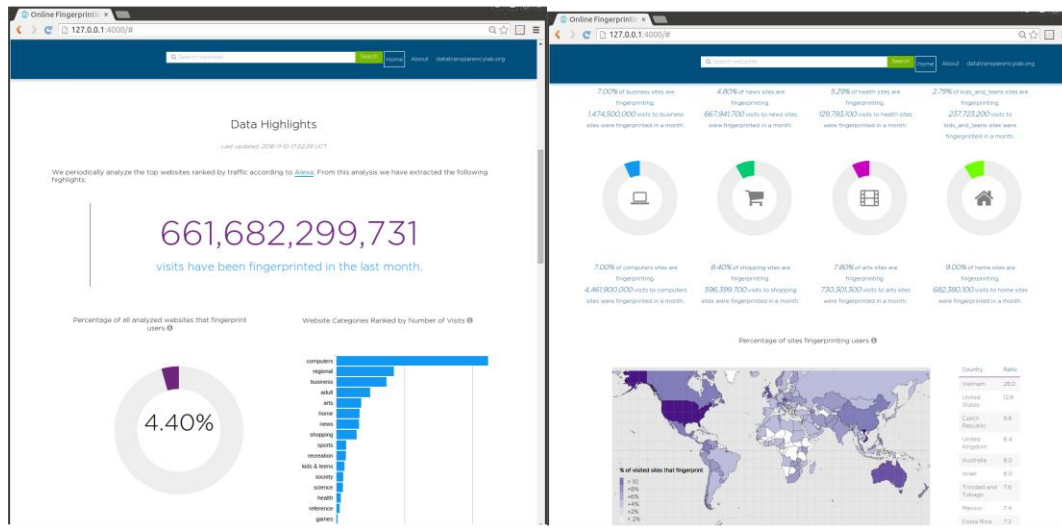 Online Fingerprinti
127.0.0.1:4000/#
Search websites
Search
Home
About
datatransparencylab.org
Data Highlights
We periodically analyze the top websites ranked by traffic according to Alexa. From this analysis we have extracted the following
highlights:
661,682,299,731
visits have been fingerprinted in the last month.
Percentage of all analyzed websites that fingerprint
users
4.40%
Website Categories Ranked by Number of Visits
computers
regional
business
adult
arts
home
news
shopping
sports
recreation
kids & teens
society
science
health
reference
games
Online Fingerprinti
127.0.0.1:4000/#
Search websites
Search
Home
About
datatransparencylab.org
7.00% of business sites are
fingerprinting.
1,474,500,000 visits to business
sites were fingerprinted in a month.
4.80% of news sites are
fingerprinting.
667,941,700 visits to news sites
were fingerprinted in a month.
5.29% of health sites are
fingerprinting.
129,793,100 visits to health sites
were fingerprinted in a month.
2.79% of kids_and_teens sites are
fingerprinting.
237,723,200 visits to
kids_and_teens sites were
fingerprinted in a month.
7.00% of computers sites are
fingerprinting.
4,461,900,000 visits to computers
sites were fingerprinted in a month.
8.40% of shopping sites are
fingerprinting.
596,399,700 visits to shopping
sites were fingerprinted in a month.
7.80% of arts sites are
fingerprinting.
730,301,300 visits to arts sites
were fingerprinted in a month.
9.00% of home sites are
fingerprinting.
682,380,100 visits to home sites
were fingerprinted in a month.
Percentage of sites fingerprinting users
% of visited sites that fingerprint
> 10
+8%
+6%
+4%
+2%
< 2%
Country Ratio
Vietnam 28.0
United
States 12.8
Czech
Republic 9.8
United
Kingdom 8.4
Australia 8.0
Israel 8.0
Trinidad and
Tobago 7.6
Mexico 7.4
Costa Rica 7.2